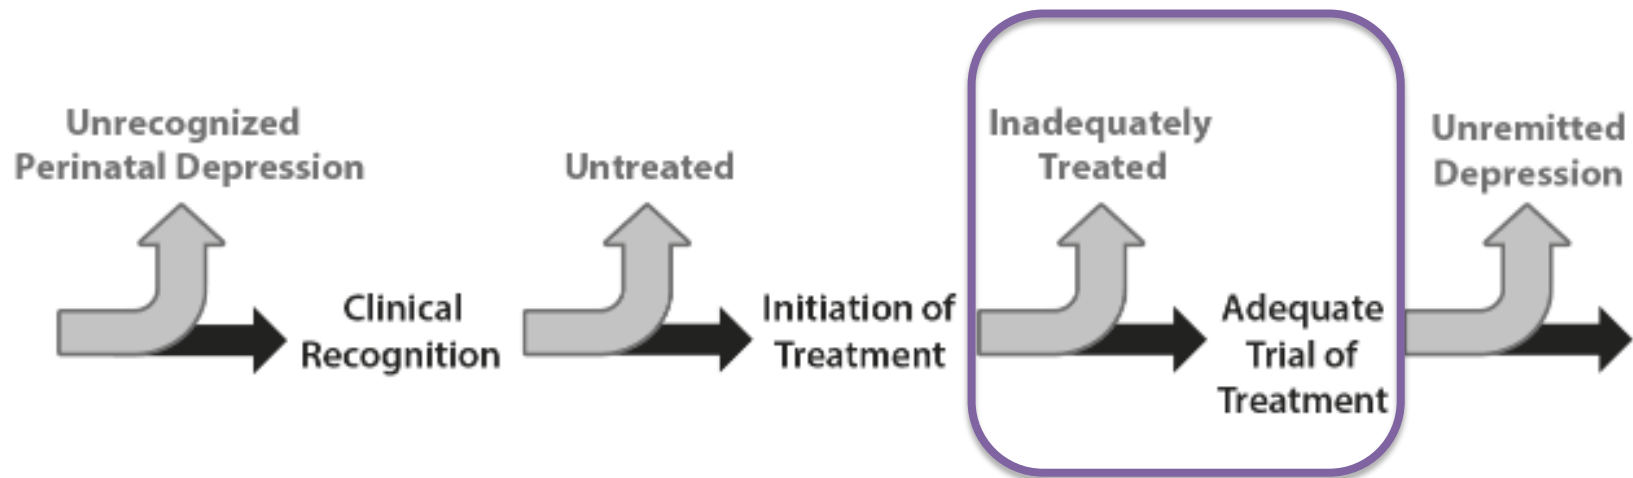 Unrecognized
Perinatal Depression
Clinical
Recognition
Untreated
Initiation of
Treatment
Inadequately
Treated
Adequate
Trial of
Treatment
Unremitted
Depression